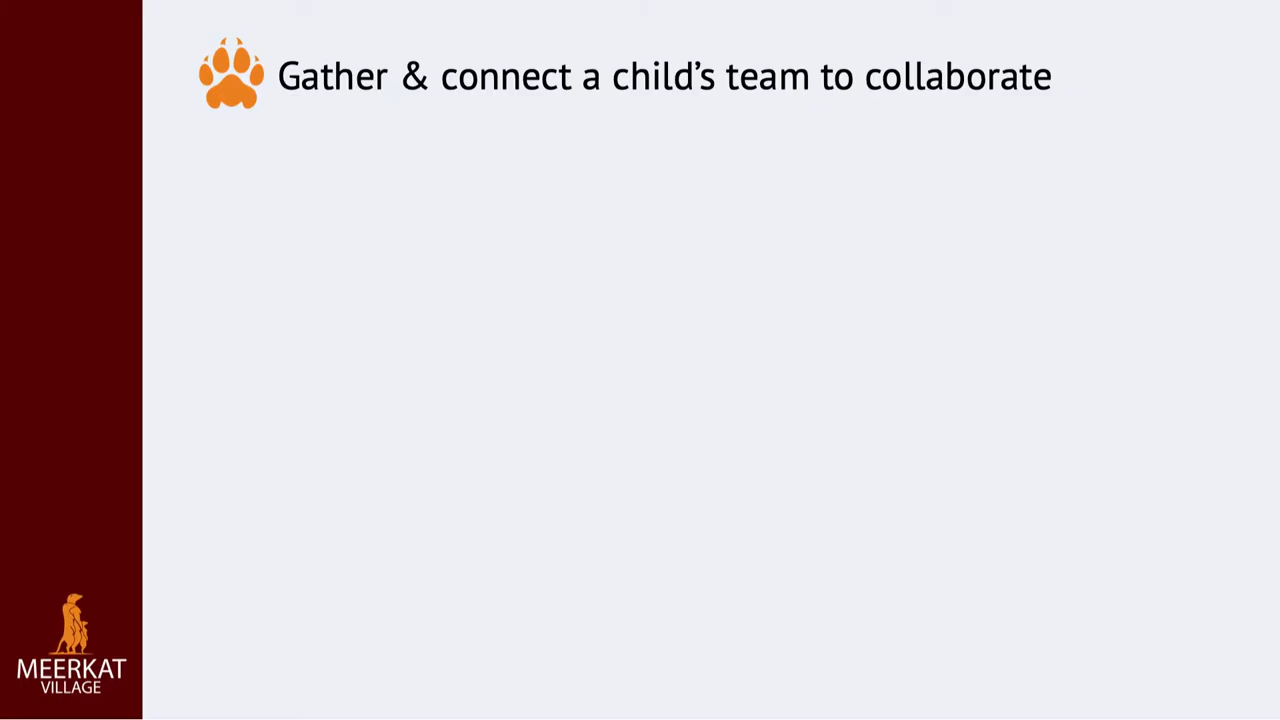 Gather & connect a child’s team to collaborate
MEERKAT
VILLAGE